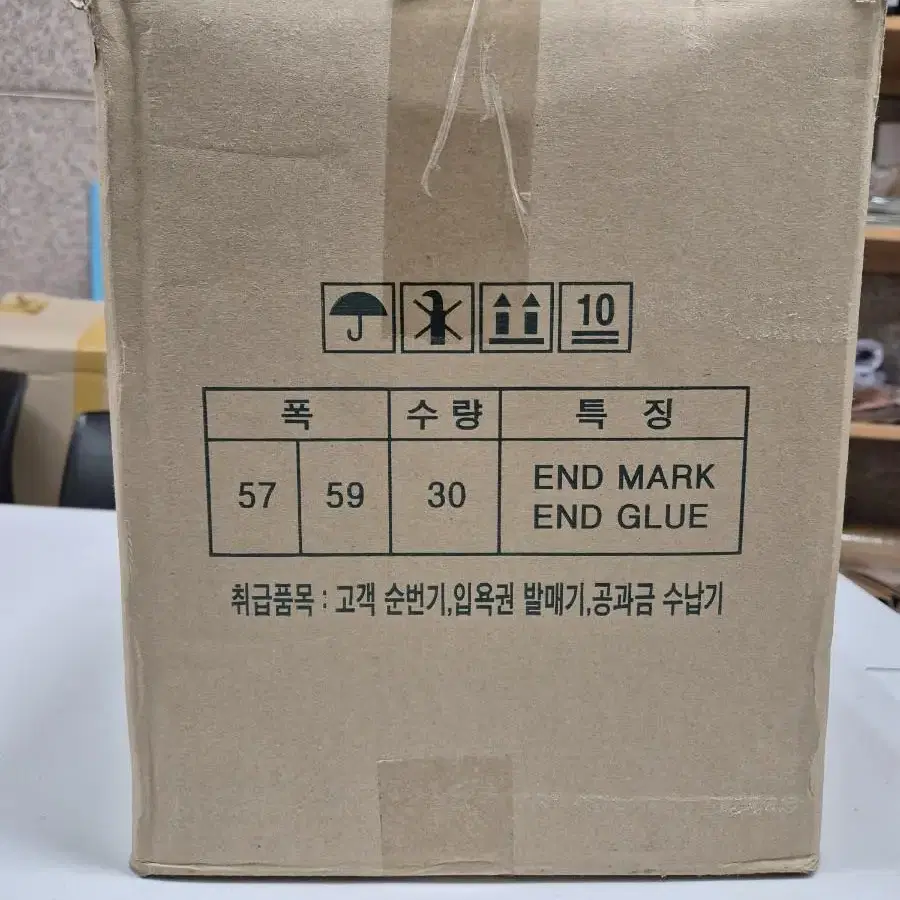 10
폭 수량 특징
57 59 30 END MARK
END GLUE
취급품목 : 고객 순번기,입욕권 발매기,공과금 수납기